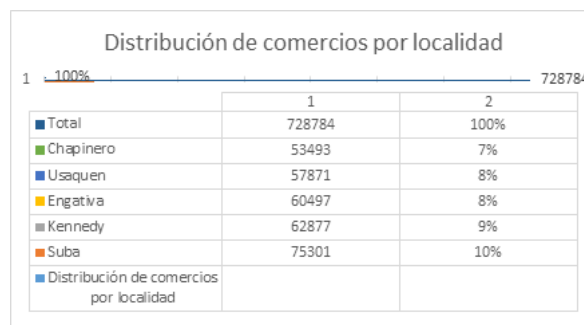 Distribución de comercios por localidad
1 100% 728784
1 2
Total 728784 100%
Chapinero 53493 7%
Usaquen 57871 8%
Engativa 60497 8%
Kennedy 62877 9%
Suba 75301 10%
Distribución de comercios
por localidad